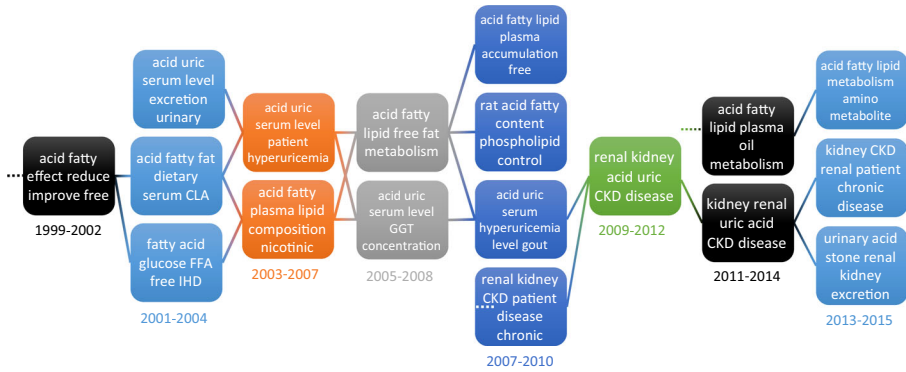 acid fatty
effect reduce
improve free
1999-2002
acid uric
serum level
excretion
urinary
acid fatty fat
dietary
serum CLA
fatty acid
glucose FFA
free IHD
2001-2004
acid uric
serum level
patient
hyperuricemia
acid fatty
plasma lipid
composition
nicotinic
2003-2007
acid fatty
lipid free fat
metabolism
acid uric
serum level
GGT
concentration
2005-2008
acid fatty lipid
plasma
accumulation
free
rat acid fatty
content
phospholipid
control
acid uric
serum
hyperuricemia
level gout
renal kidney
CKD patient
disease
chronic
2007-2010
renal kidney
acid uric
CKD disease
2009-2012
acid fatty
lipid plasma
oil
metabolism
kidney renal
uric acid
CKD disease
2011-2014
acid fatty lipid
metabolism
amino
metabolite
kidney CKD
renal patient
chronic
disease
urinary acid
stone renal
kidney
excretion
2013-2015